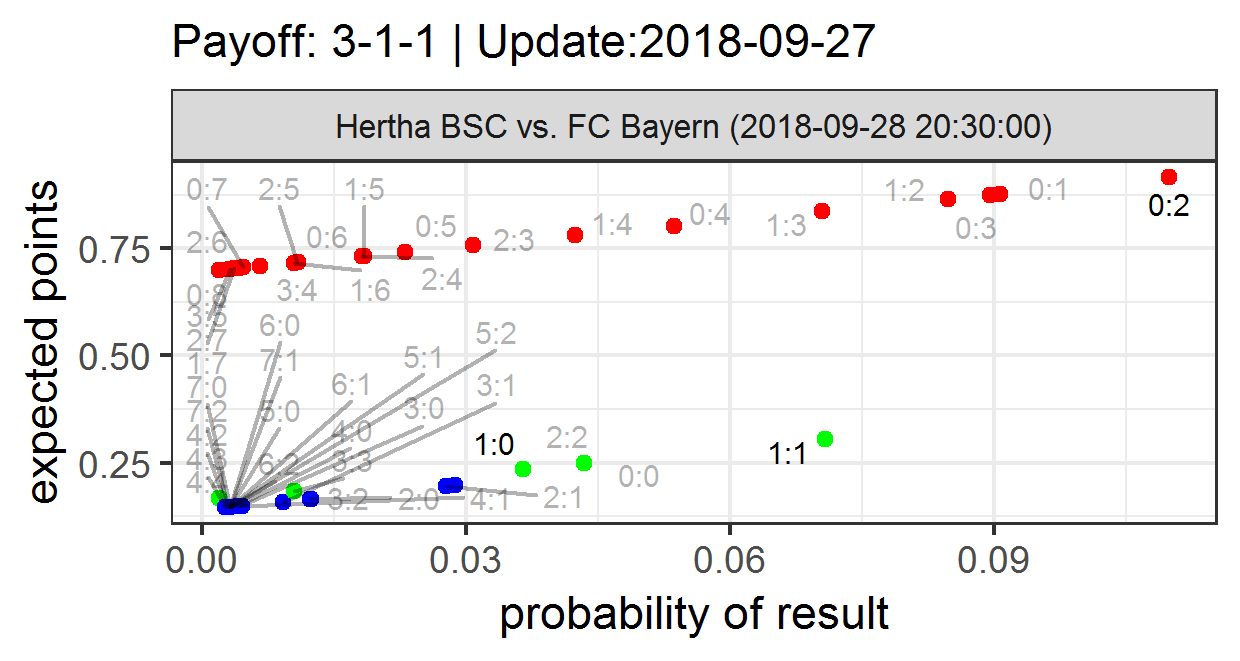 Payoff: 3-1-1 | Update:2018-09-27
Hertha BSC vs. FC Bayern (2018-09-28 20:30:00)
expected points
0.75
0.50
0.25
0:7 2:5 1:5
2:6 0:6 0:5 2:3 1:4 0:4 1:3 1:2 0:3 0:1 0:2
3:4 1:6 2:4
0:8
2:7 6:0 5:2
1:7 7:1 5:1
7:0 6:1 3:1
7:2 5:0 3:0
4:2 4:0 1:0 2:2 1:1
4:3 6:2 3:3 0:0
3:2 2:0 4:1 2:1
0.00 0.03 0.06 0.09
probability of result